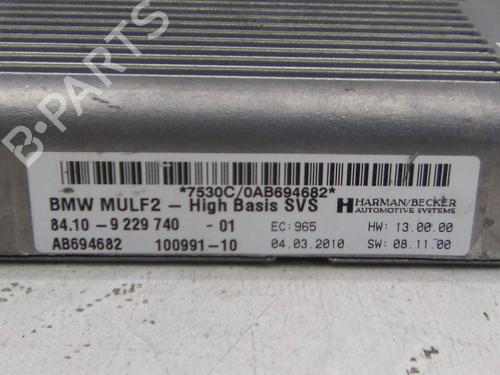 B-PARTS
*7530C/0AB694682*
BMW MULF2 - High Basis SVS HARMAN/BECKER
AUTOMOTIVE SYSTEMS
84.10-9 229 740 -01 EC:965 HW: 13.00.00
AB694682 100991-10 04.03.2010 SW: 08.11.00